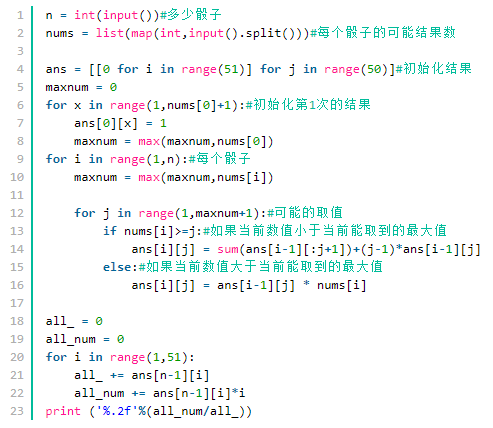 1 n = int(input())#多少骰子
2 nums = list(map(int,input().split()))#每个骰子的可能结果数
3
4 ans = [[0 for i in range(51)] for j in range(50)]#初始化结果
5 maxnum = 0
6 for x in range(1,nums[0]+1):#初始化第1次的结果
7     ans[0][x] = 1
8     maxnum = max(maxnum,nums[0])
9 for i in range(1,n):#每个骰子
10     maxnum = max(maxnum,nums[i])
11
12     for j in range(1,maxnum+1):#可能的取值
13         if nums[i]>=j:#如果当前数值小于当前能取到的最大值
14             ans[i][j] = sum(ans[i-1][:j+1])+(j-1)*ans[i-1][j]
15         else:#如果当前数值大于当前能取到的最大值
16             ans[i][j] = ans[i-1][j] * nums[i]
17
18 all_ = 0
19 all_num = 0
20 for i in range(1,51):
21     all_ += ans[n-1][i]
22     all_num += ans[n-1][i]*i
23 print ('%.2f'%(all_num/all_))